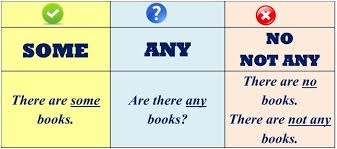 ?
SOME
ANY
NO
NOT ANY
There are some
books.
Are there any
books?
There are no
books.
There are not any
books.